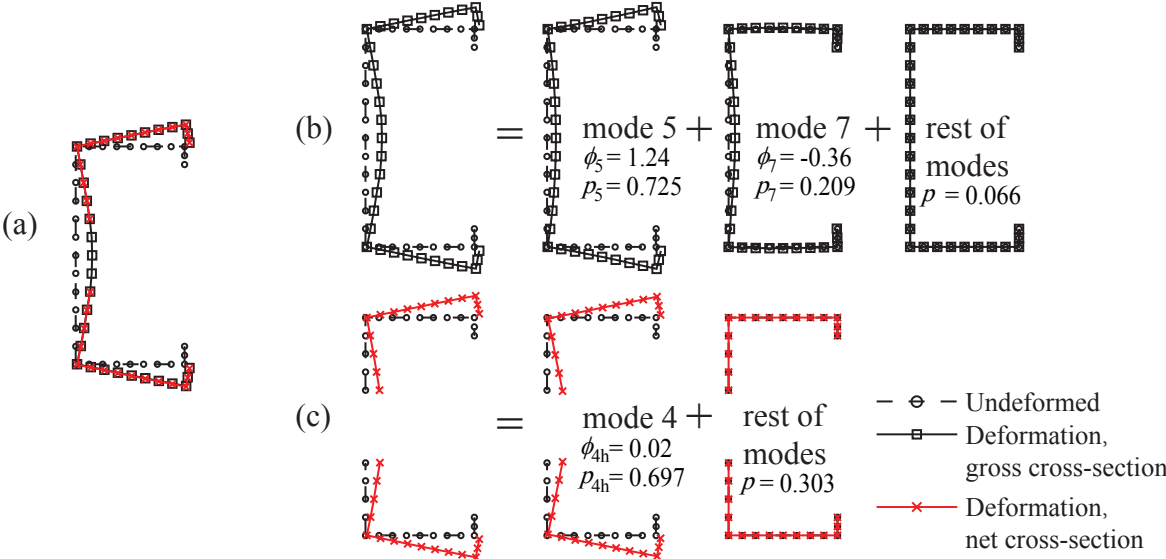 (a)
(b)
=
mode 5
ϕ5 = 1.24
p5 = 0.725
+
mode 7
ϕ7 = -0.36
p7 = 0.209
+
rest of
modes
p = 0.066
(c)
=
mode 4
ϕ4h = 0.02
p4h = 0.697
+
rest of
modes
p = 0.303
Undeformed
Deformation,
gross cross-section
Deformation,
net cross-section